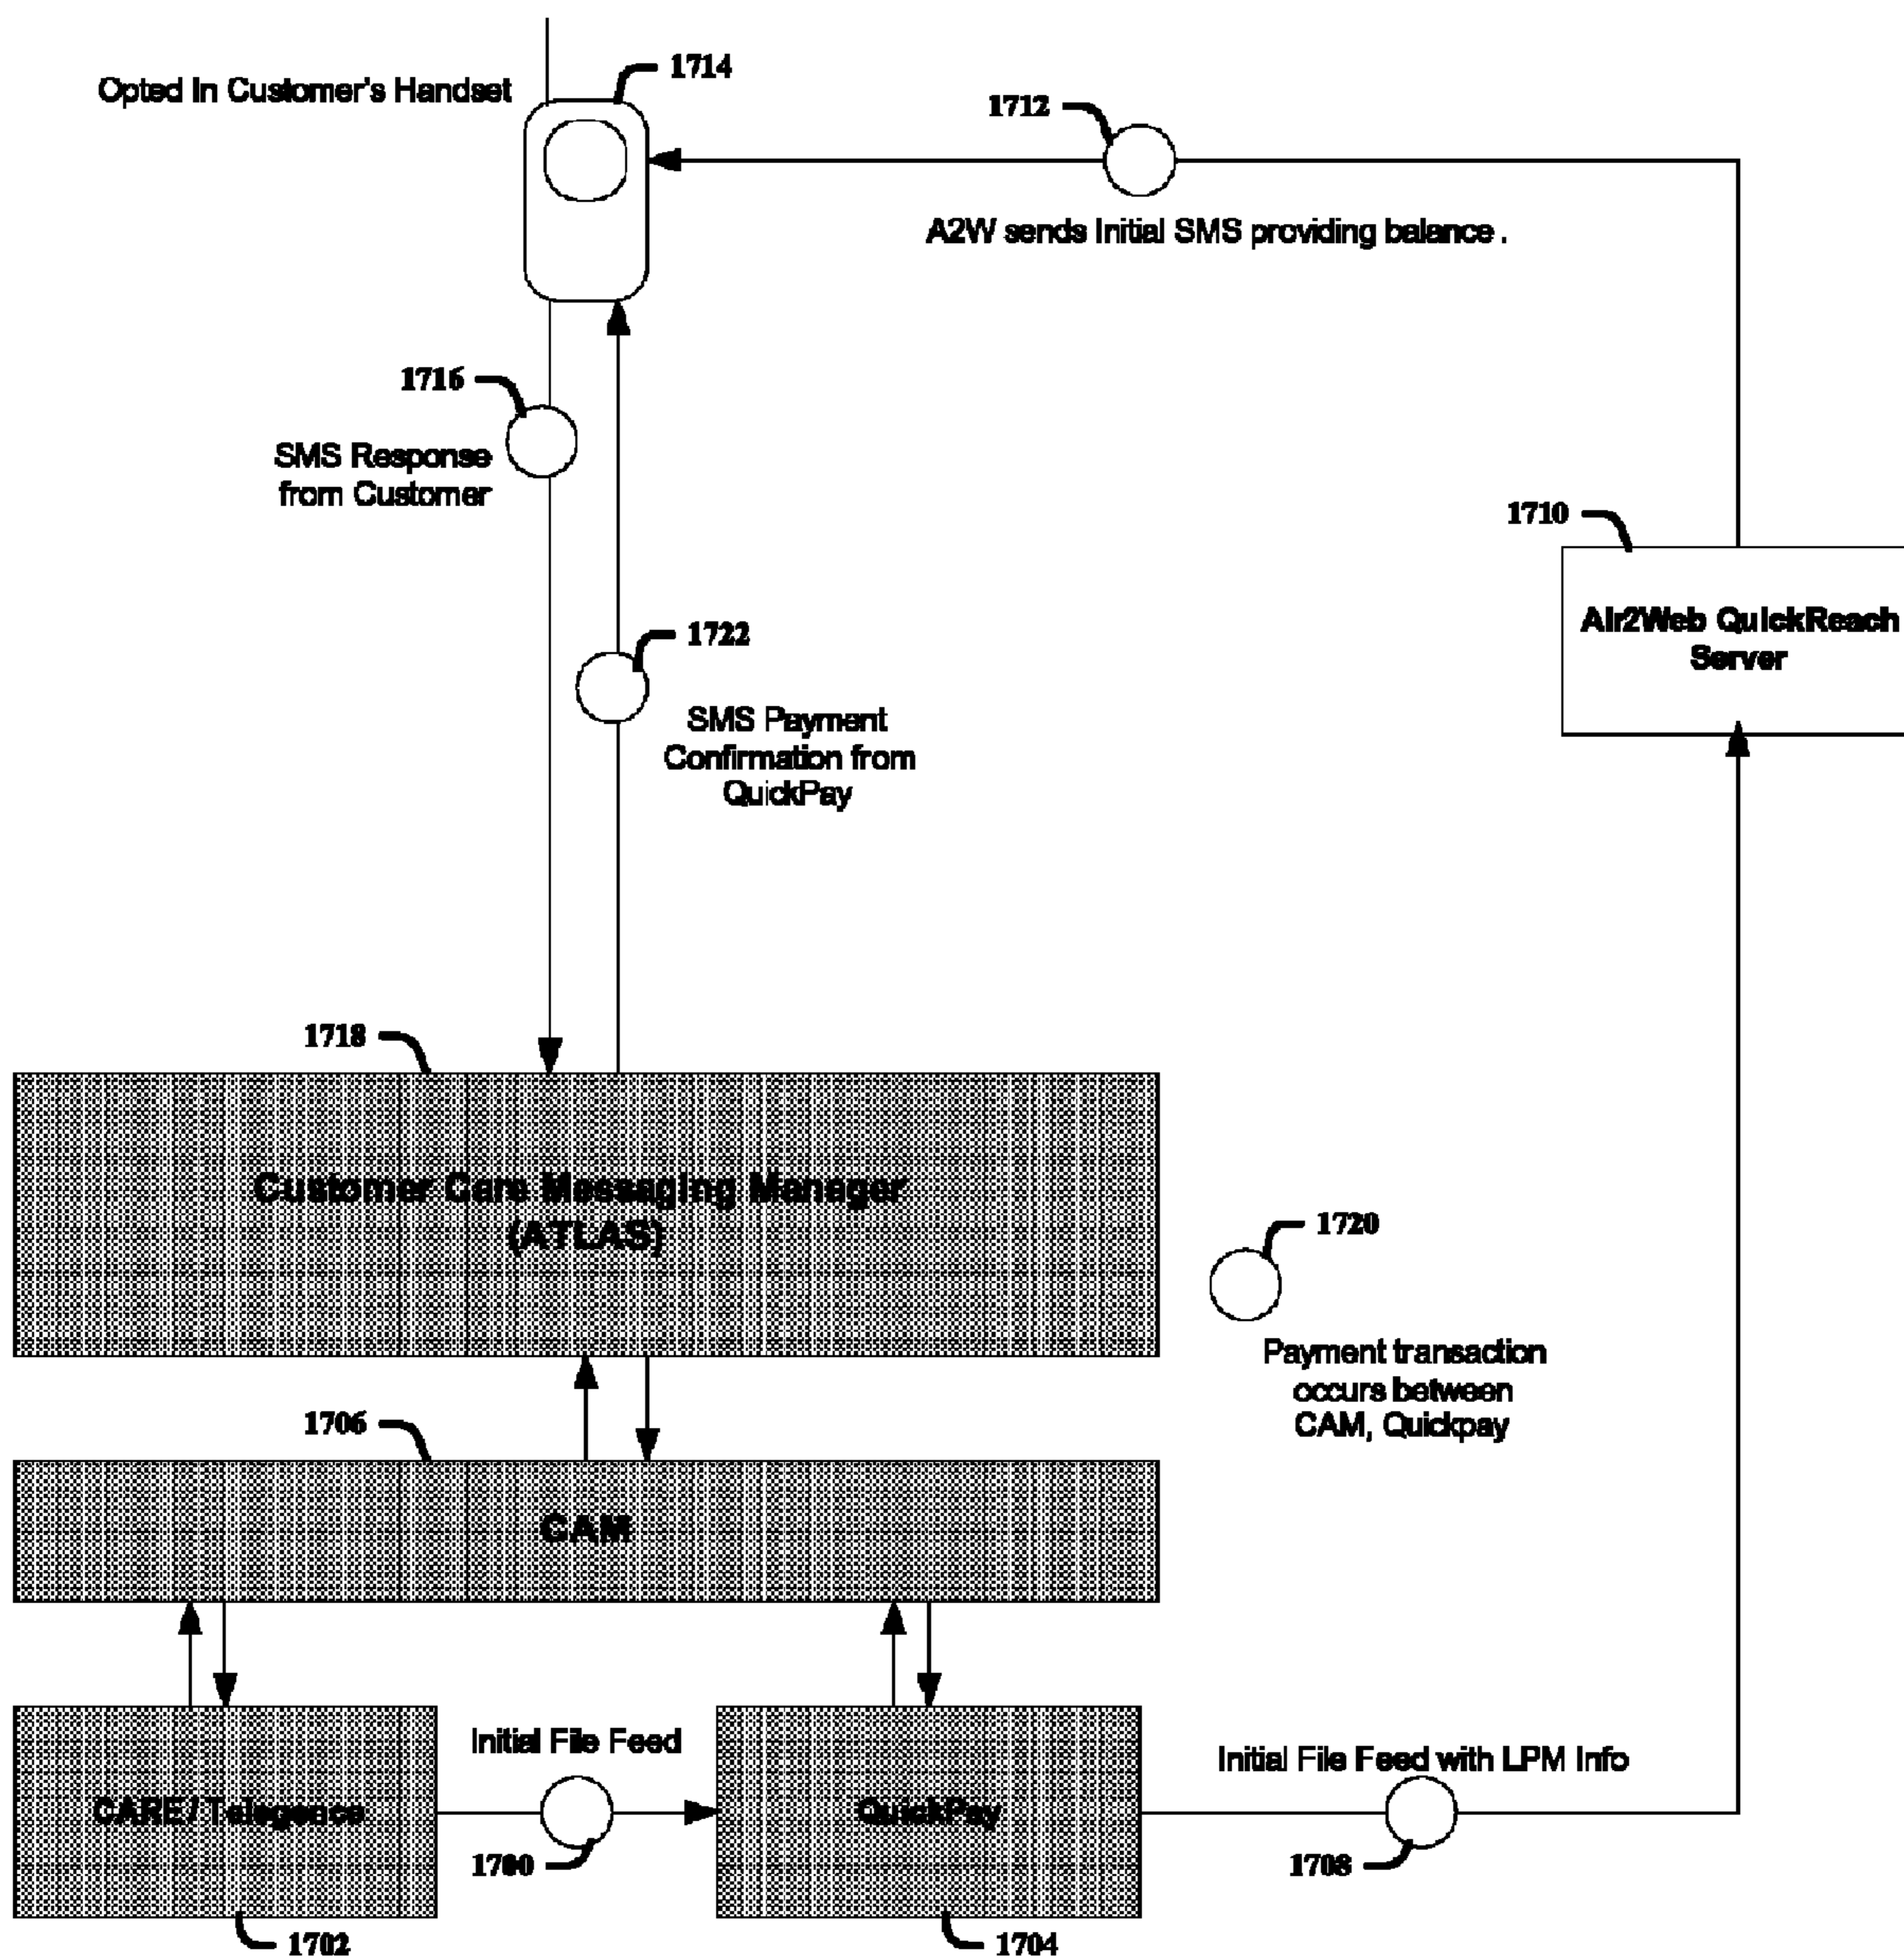 Opted In Customer's Handset
1714
1712
A2W sends Initial SMS providing balance .
1716
SMS Response
from Customer
1710
Air2Web QuickReach
Server
1722
SMS Payment
Confirmation from
QuickPay
1718
Customer Care Messaging Manager
(ATLAS)
1720
Payment transaction
occurs between
CAM, Quickpay
1706
CAM
Initial File Feed
Initial File Feed with LPM Info
CARE / Telegence
QuickPay
1700
1708
1702
1704